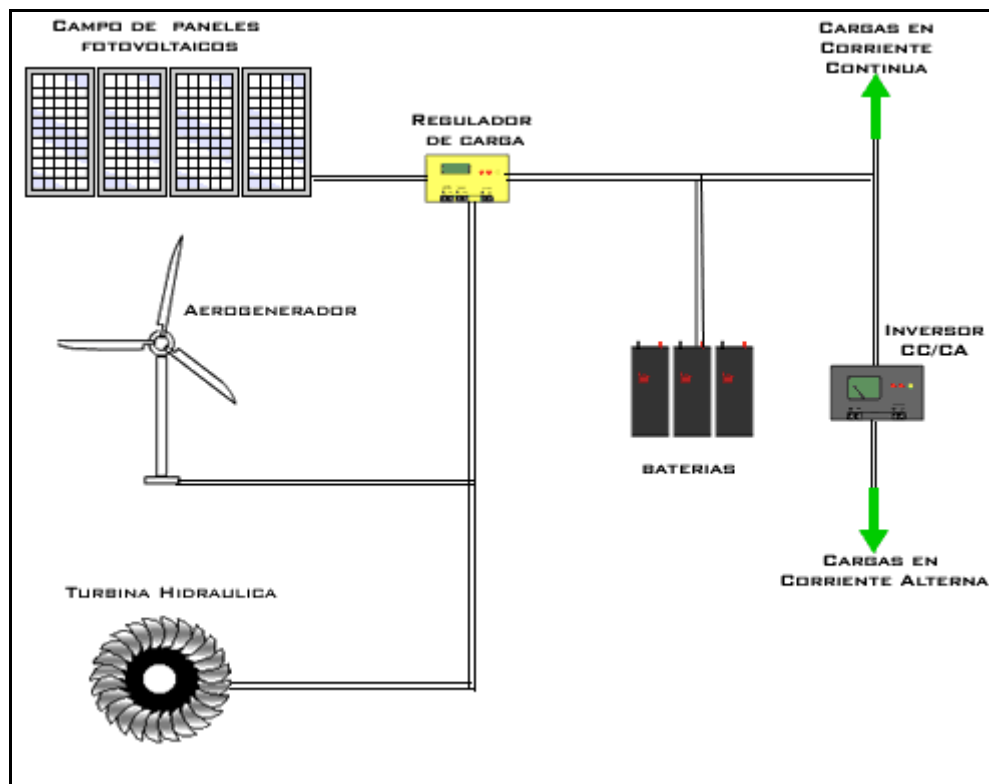 CAMPO DE PANELES
FOTOVOLTAICOS
CARGAS EN
CORRIENTE
CONTINUA
REGULADOR
DE CARGA
AEROGENERADOR
INVERSOR
CC/CA
BATERIAS
CARGAS EN
CORRIENTE ALTERNA
TURBINA HIDRAULICA